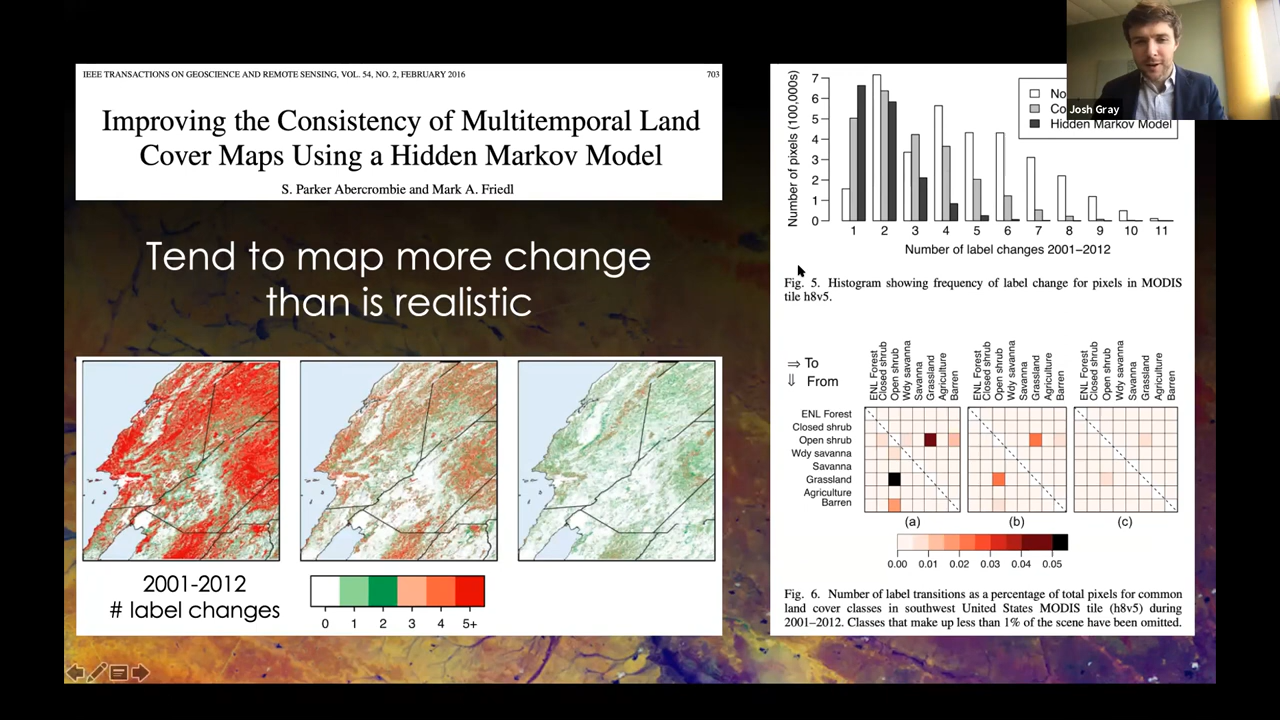 IEEE TRANSACTIONS ON GEOSCIENCE AND REMOTE SENSING, VOL. 54, NO. 2, FEBRUARY 2016
703
Improving the Consistency of Multitemporal Land
Cover Maps Using a Hidden Markov Model
S. Parker Abercrombie and Mark A. Friedl
Tend to map more change
than is realistic
2001-2012
# label changes
0 1 2 3 4 5+
Josh Gray
Number of pixels (100,000s)
7
6
5
4
3
2
1
0
No
Co
Hidden Markov Model
1 2 3 4 5 6 7 8 9 10 11
Number of label changes 2001–2012
Fig. 5. Histogram showing frequency of label change for pixels in MODIS
tile h8v5.
⇒ To
⇓ From
ENL Forest
Closed shrub
Open shrub
Wdy savanna
Savanna
Grassland
Agriculture
Barren
ENL Forest
Closed shrub
Open shrub
Wdy savanna
Savanna
Grassland
Agriculture
Barren
ENL Forest
Closed shrub
Open shrub
Wdy savanna
Savanna
Grassland
Agriculture
Barren
ENL Forest
Closed shrub
Open shrub
Wdy savanna
Savanna
Grassland
Agriculture
Barren
(a) (b) (c)
0.00 0.01 0.02 0.03 0.04 0.05
Fig. 6. Number of label transitions as a percentage of total pixels for common
land cover classes in southwest United States MODIS tile (h8v5) during
2001–2012. Classes that make up less than 1% of the scene have been omitted.